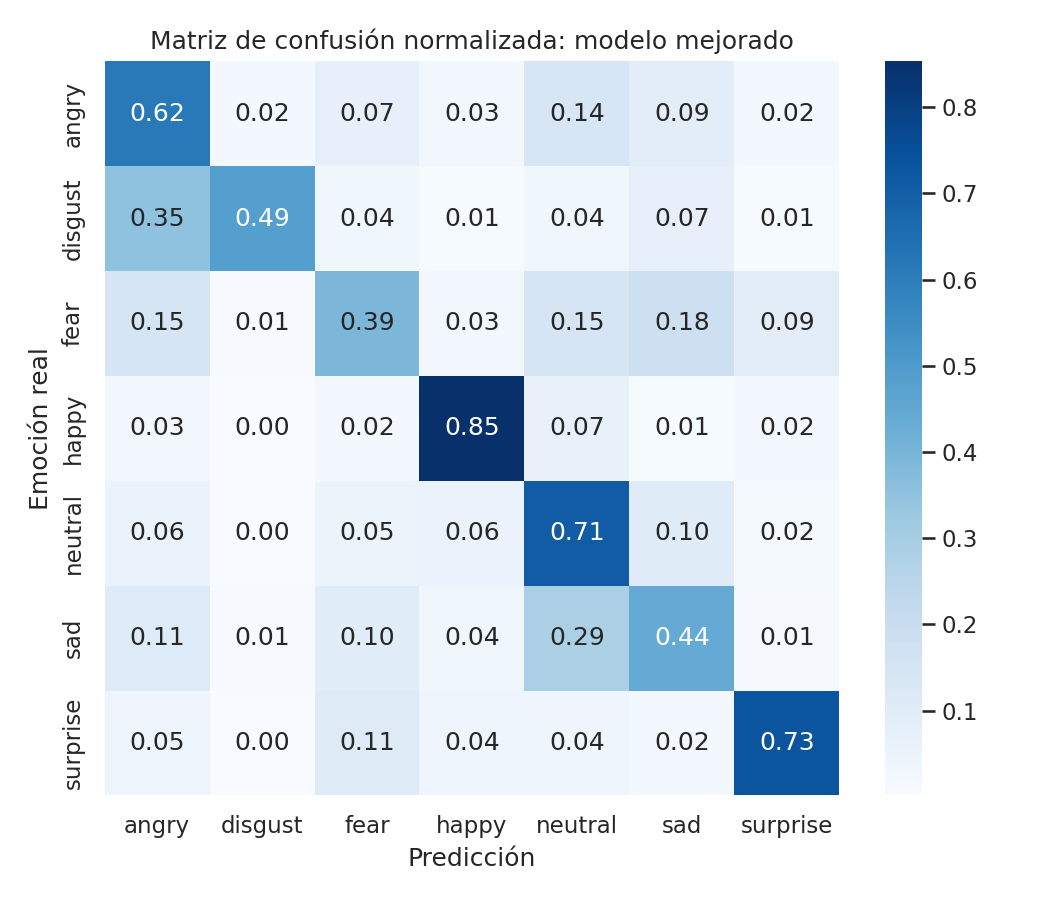 Matriz de confusión normalizada: modelo mejorado
Emoción real
angry 0.62 0.02 0.07 0.03 0.14 0.09 0.02
disgust 0.35 0.49 0.04 0.01 0.04 0.07 0.01
fear 0.15 0.01 0.39 0.03 0.15 0.18 0.09
happy 0.03 0.00 0.02 0.85 0.07 0.01 0.02
neutral 0.06 0.00 0.05 0.06 0.71 0.10 0.02
sad 0.11 0.01 0.10 0.04 0.29 0.44 0.01
surprise 0.05 0.00 0.11 0.04 0.04 0.02 0.73
angry disgust fear happy neutral sad surprise
Predicción
0.8
0.7
0.6
0.5
0.4
0.3
0.2
0.1